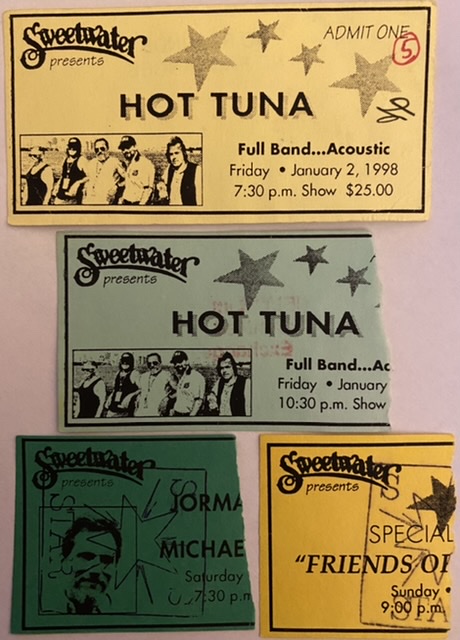 Sweetwater
presents
ADMIT ONE
5
HOT TUNA
Full Band...Acoustic
Friday • January 2, 1998
7:30 p.m. Show $25.00
Sweetwater
presents
HOT TUNA
Full Band...Ac
Friday • January
10:30 p.m. Show
Sweetwater
presents
STAFF
JORMA
MICHAE
Saturday
7:30 p.m
Sweetwater
presents
SPECIAL
"FRIENDS OF
Sunday •
9:00 p.m.
STA